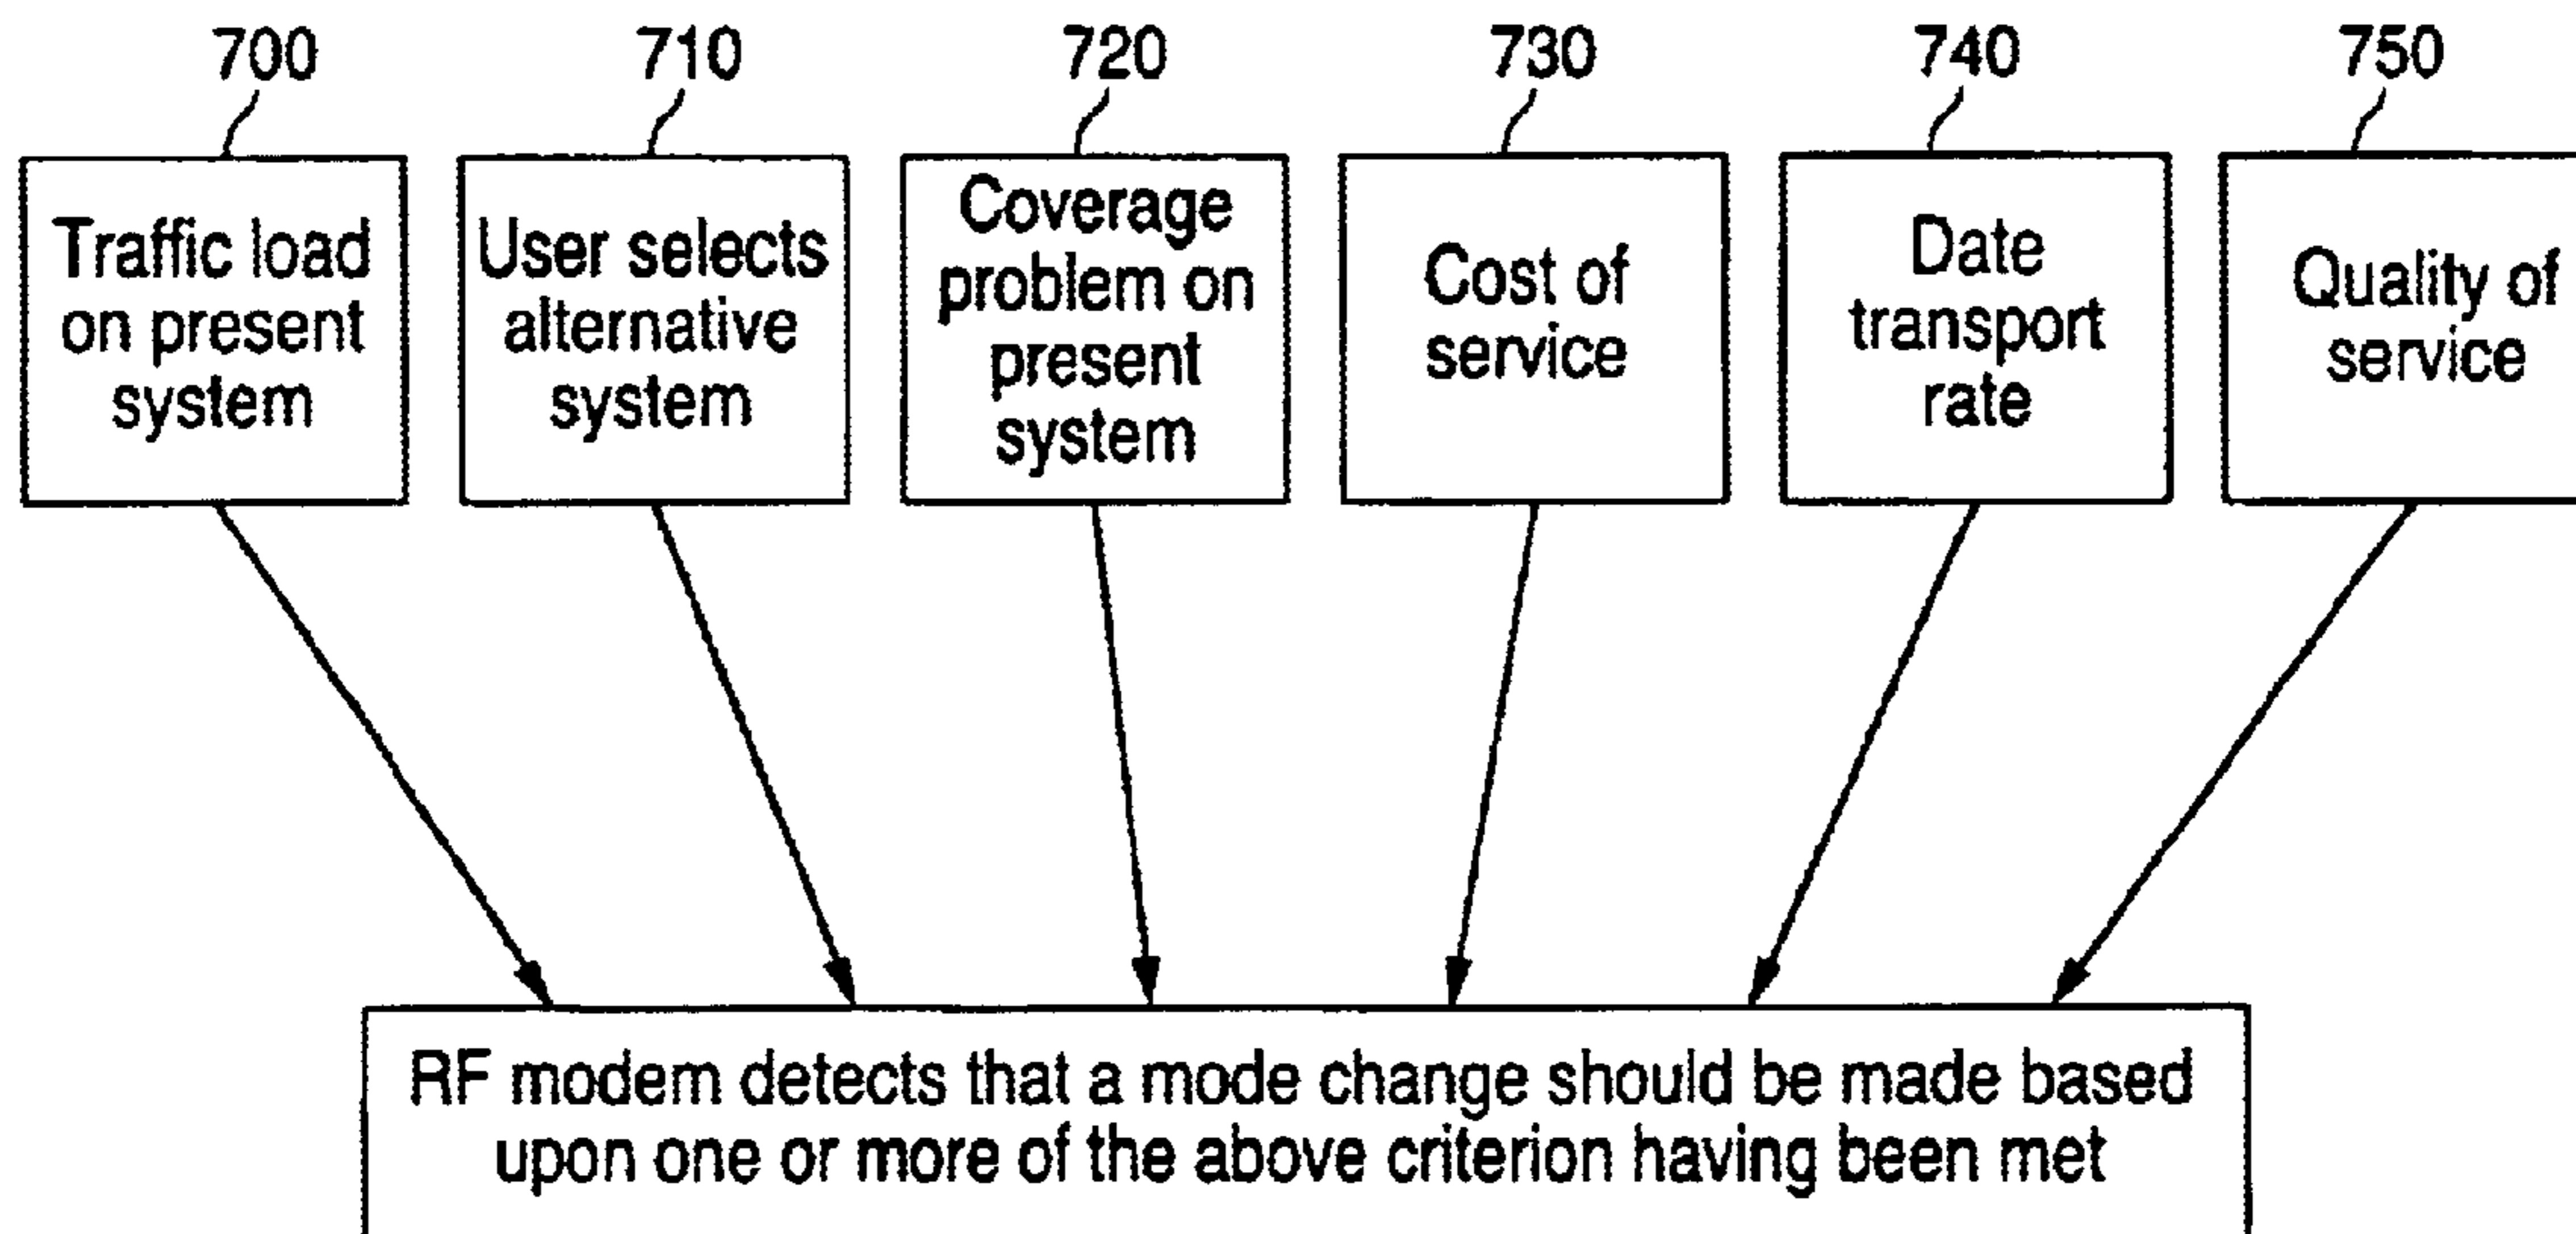 700
710
720
730
740
750
Traffic load
on present
system
User selects
alternative
system
Coverage
problem on
present
system
Cost of
service
Date
transport
rate
Quality of
service
RF modem detects that a mode change should be made based
upon one or more of the above criterion having been met